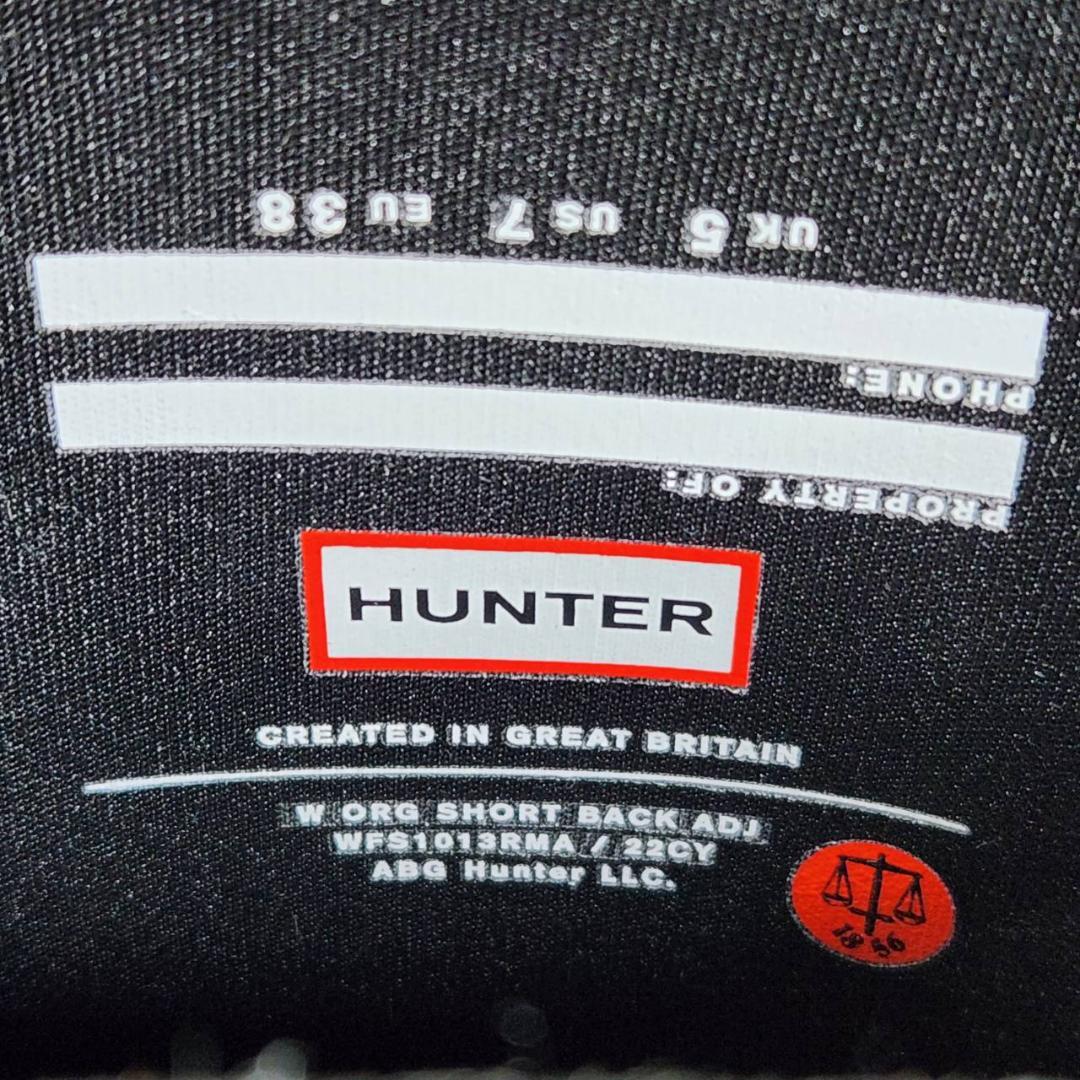 UK 5 US 7 EU 38
PHONE:
PROPERTY OF:
HUNTER
CREATED IN GREAT BRITAIN
W ORG SHORT BACK ADJ
WFS1013RMA / 22CY
ABG Hunter LLC.
1856